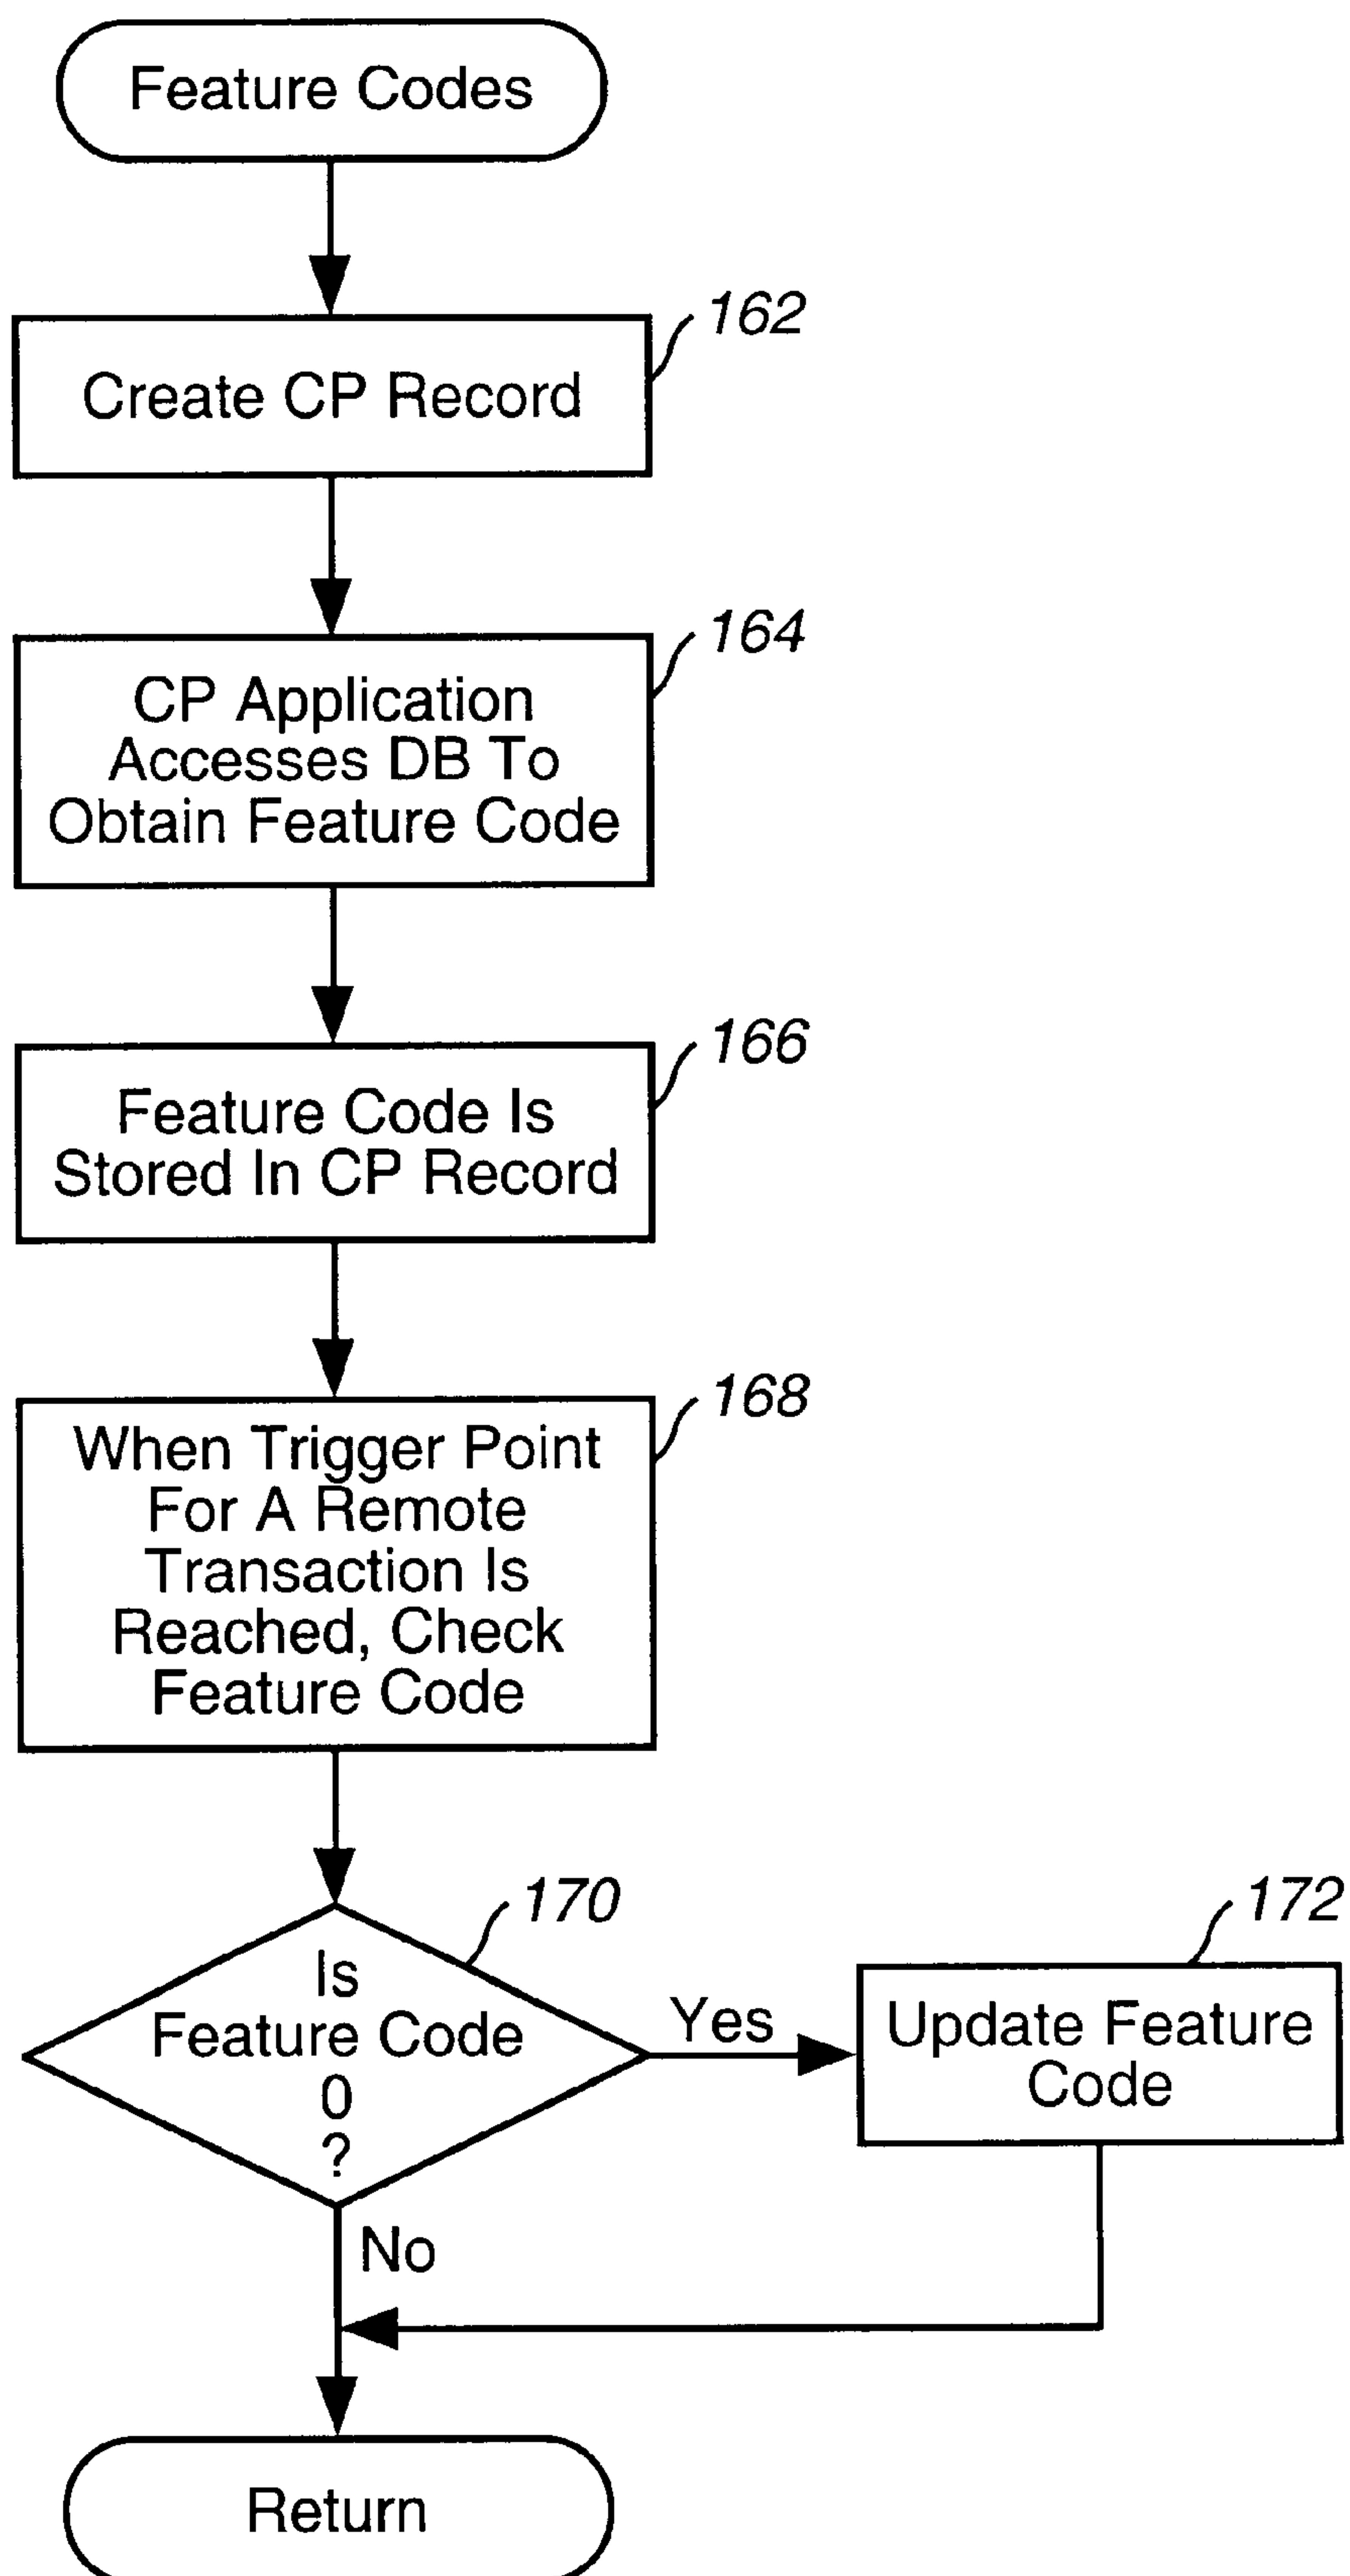 Feature Codes
162
Create CP Record
164
CP Application
Accesses DB To
Obtain Feature Code
166
Feature Code Is
Stored In CP Record
168
When Trigger Point
For A Remote
Transaction Is
Reached, Check
Feature Code
170
Is
Feature Code
0
?
Yes
172
Update Feature
Code
No
Return